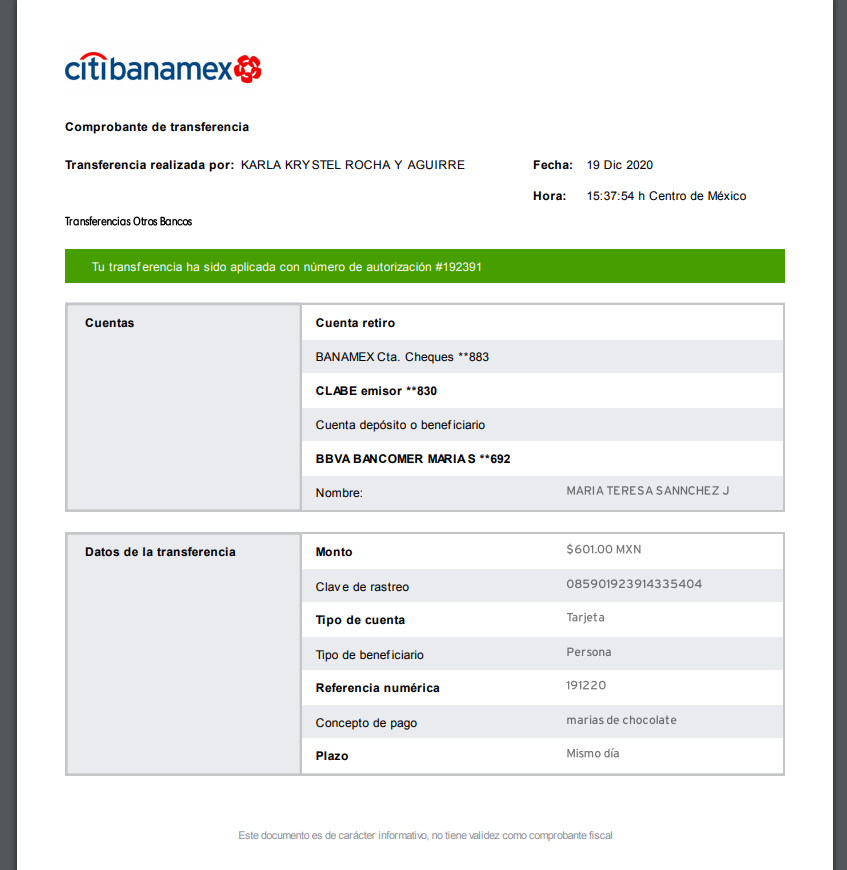 citibanamex
Comprobante de transferencia
Transferencia realizada por: KARLA KRYSTEL ROCHA Y AGUIRRE
Fecha: 19 Dic 2020
Hora: 15:37:54 h Centro de México
Transferencias Otros Bancos
Tu transferencia ha sido aplicada con número de autorización #192391
Cuentas
Cuenta retiro
BANAMEX Cta. Cheques **883
CLABE emisor **830
Cuenta depósito o beneficiario
BBVA BANCOMER MARIA S **692
Nombre: MARIA TERESA SANNCHEZ J
Datos de la transferencia
Monto $601.00 MXN
Clave de rastreo 085901923914335404
Tipo de cuenta Tarjeta
Tipo de beneficiario Persona
Referencia numérica 191220
Concepto de pago marias de chocolate
Plazo Mismo día
Este documento es de carácter informativo, no tiene validez como comprobante fiscal